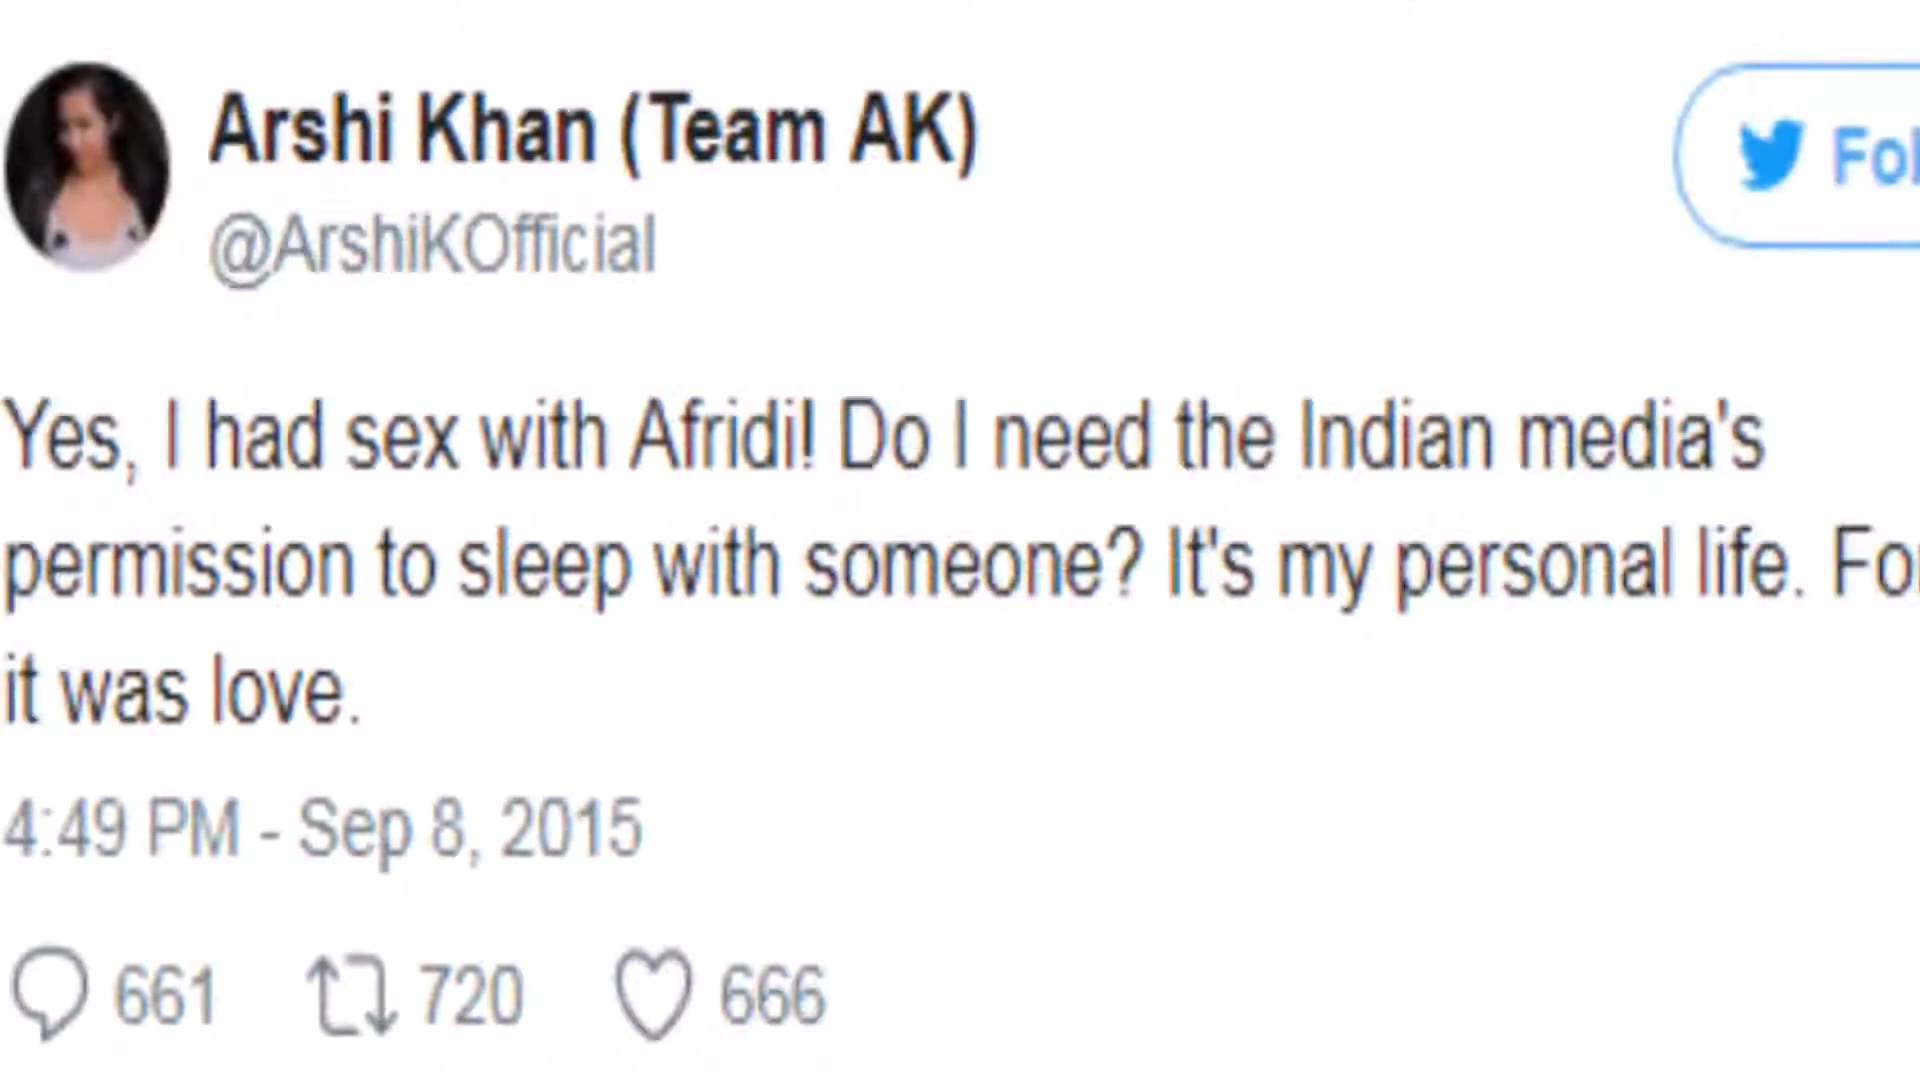 Arshi Khan (Team AK)
@ArshiKOfficial
Yes, I had sex with Afridi! Do I need the Indian media's
permission to sleep with someone? It's my personal life.
it was love.
4:49 PM - Sep 8, 2015
661 720 666